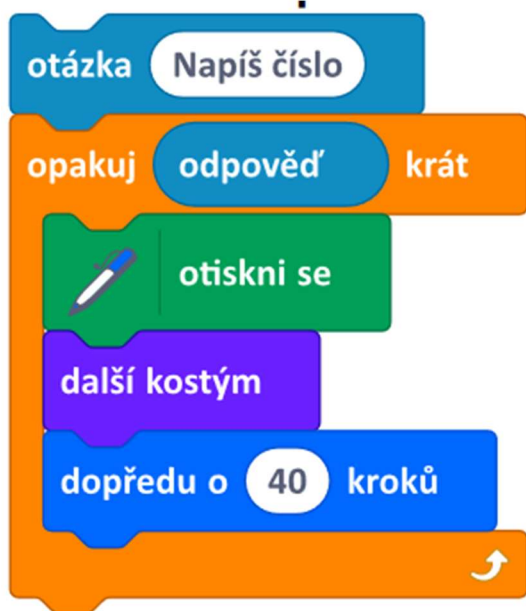 otázka Napíš číslo
opakuj odpověď krát
otiskni se
další kostým
dopředu o 40 kroků